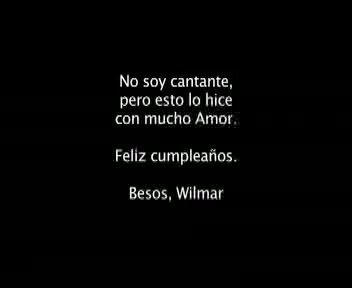 No soy cantante,
pero esto lo hice
con mucho Amor.
Feliz cumpleaños.
Besos, Wilmar